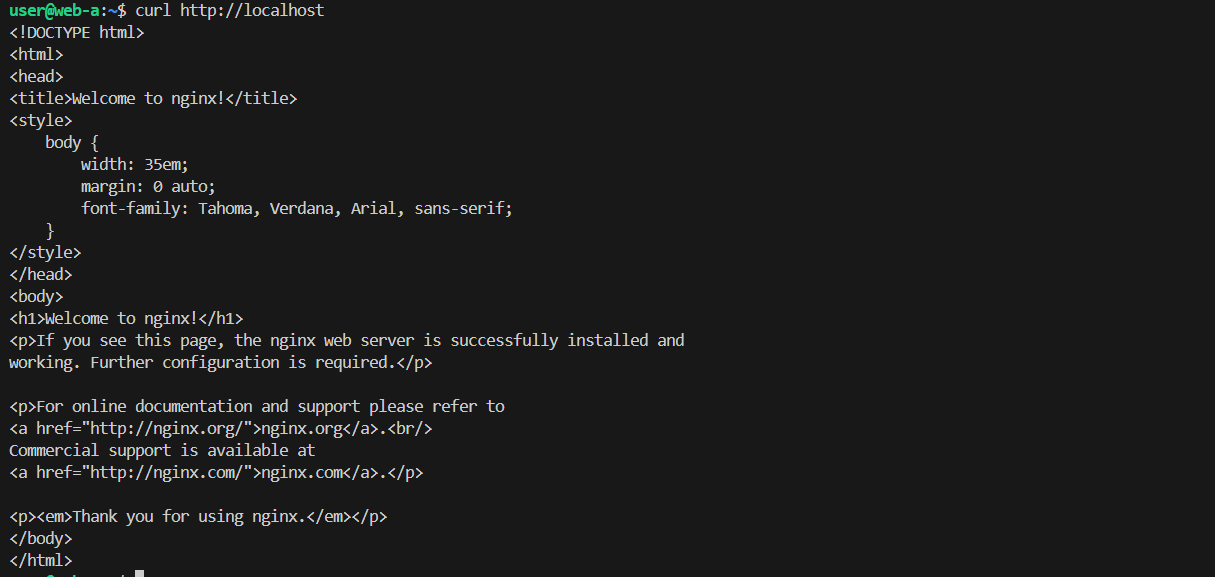 user@web-a:~$ curl http://localhost
<!DOCTYPE html>
<html>
<head>
<title>Welcome to nginx!</title>
<style>
    body {
        width: 35em;
        margin: 0 auto;
        font-family: Tahoma, Verdana, Arial, sans-serif;
    }
</style>
</head>
<body>
<h1>Welcome to nginx!</h1>
<p>If you see this page, the nginx web server is successfully installed and
working. Further configuration is required.</p>

<p>For online documentation and support please refer to
<a href="http://nginx.org/">nginx.org</a>.<br/>
Commercial support is available at
<a href="http://nginx.com/">nginx.com</a>.</p>

<p><em>Thank you for using nginx.</em></p>
</body>
</html>